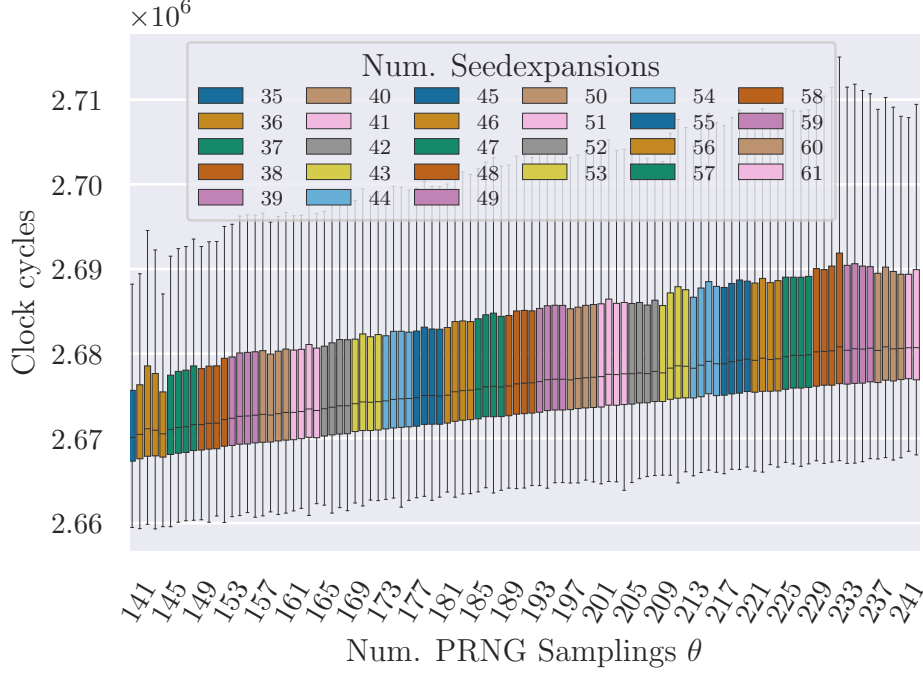 ×10⁶
Num. Seedexpansions
35 40 45 50 54 58
36 41 46 51 55 59
37 42 47 52 56 60
38 43 48 53 57 61
39 44 49
2.71
2.70
2.69
2.68
2.67
2.66
Clock cycles
141 145 149 153 157 161 165 169 173 177 181 185 189 193 197 201 205 209 213 217 221 225 229 233 237 241
Num. PRNG Samplings θ